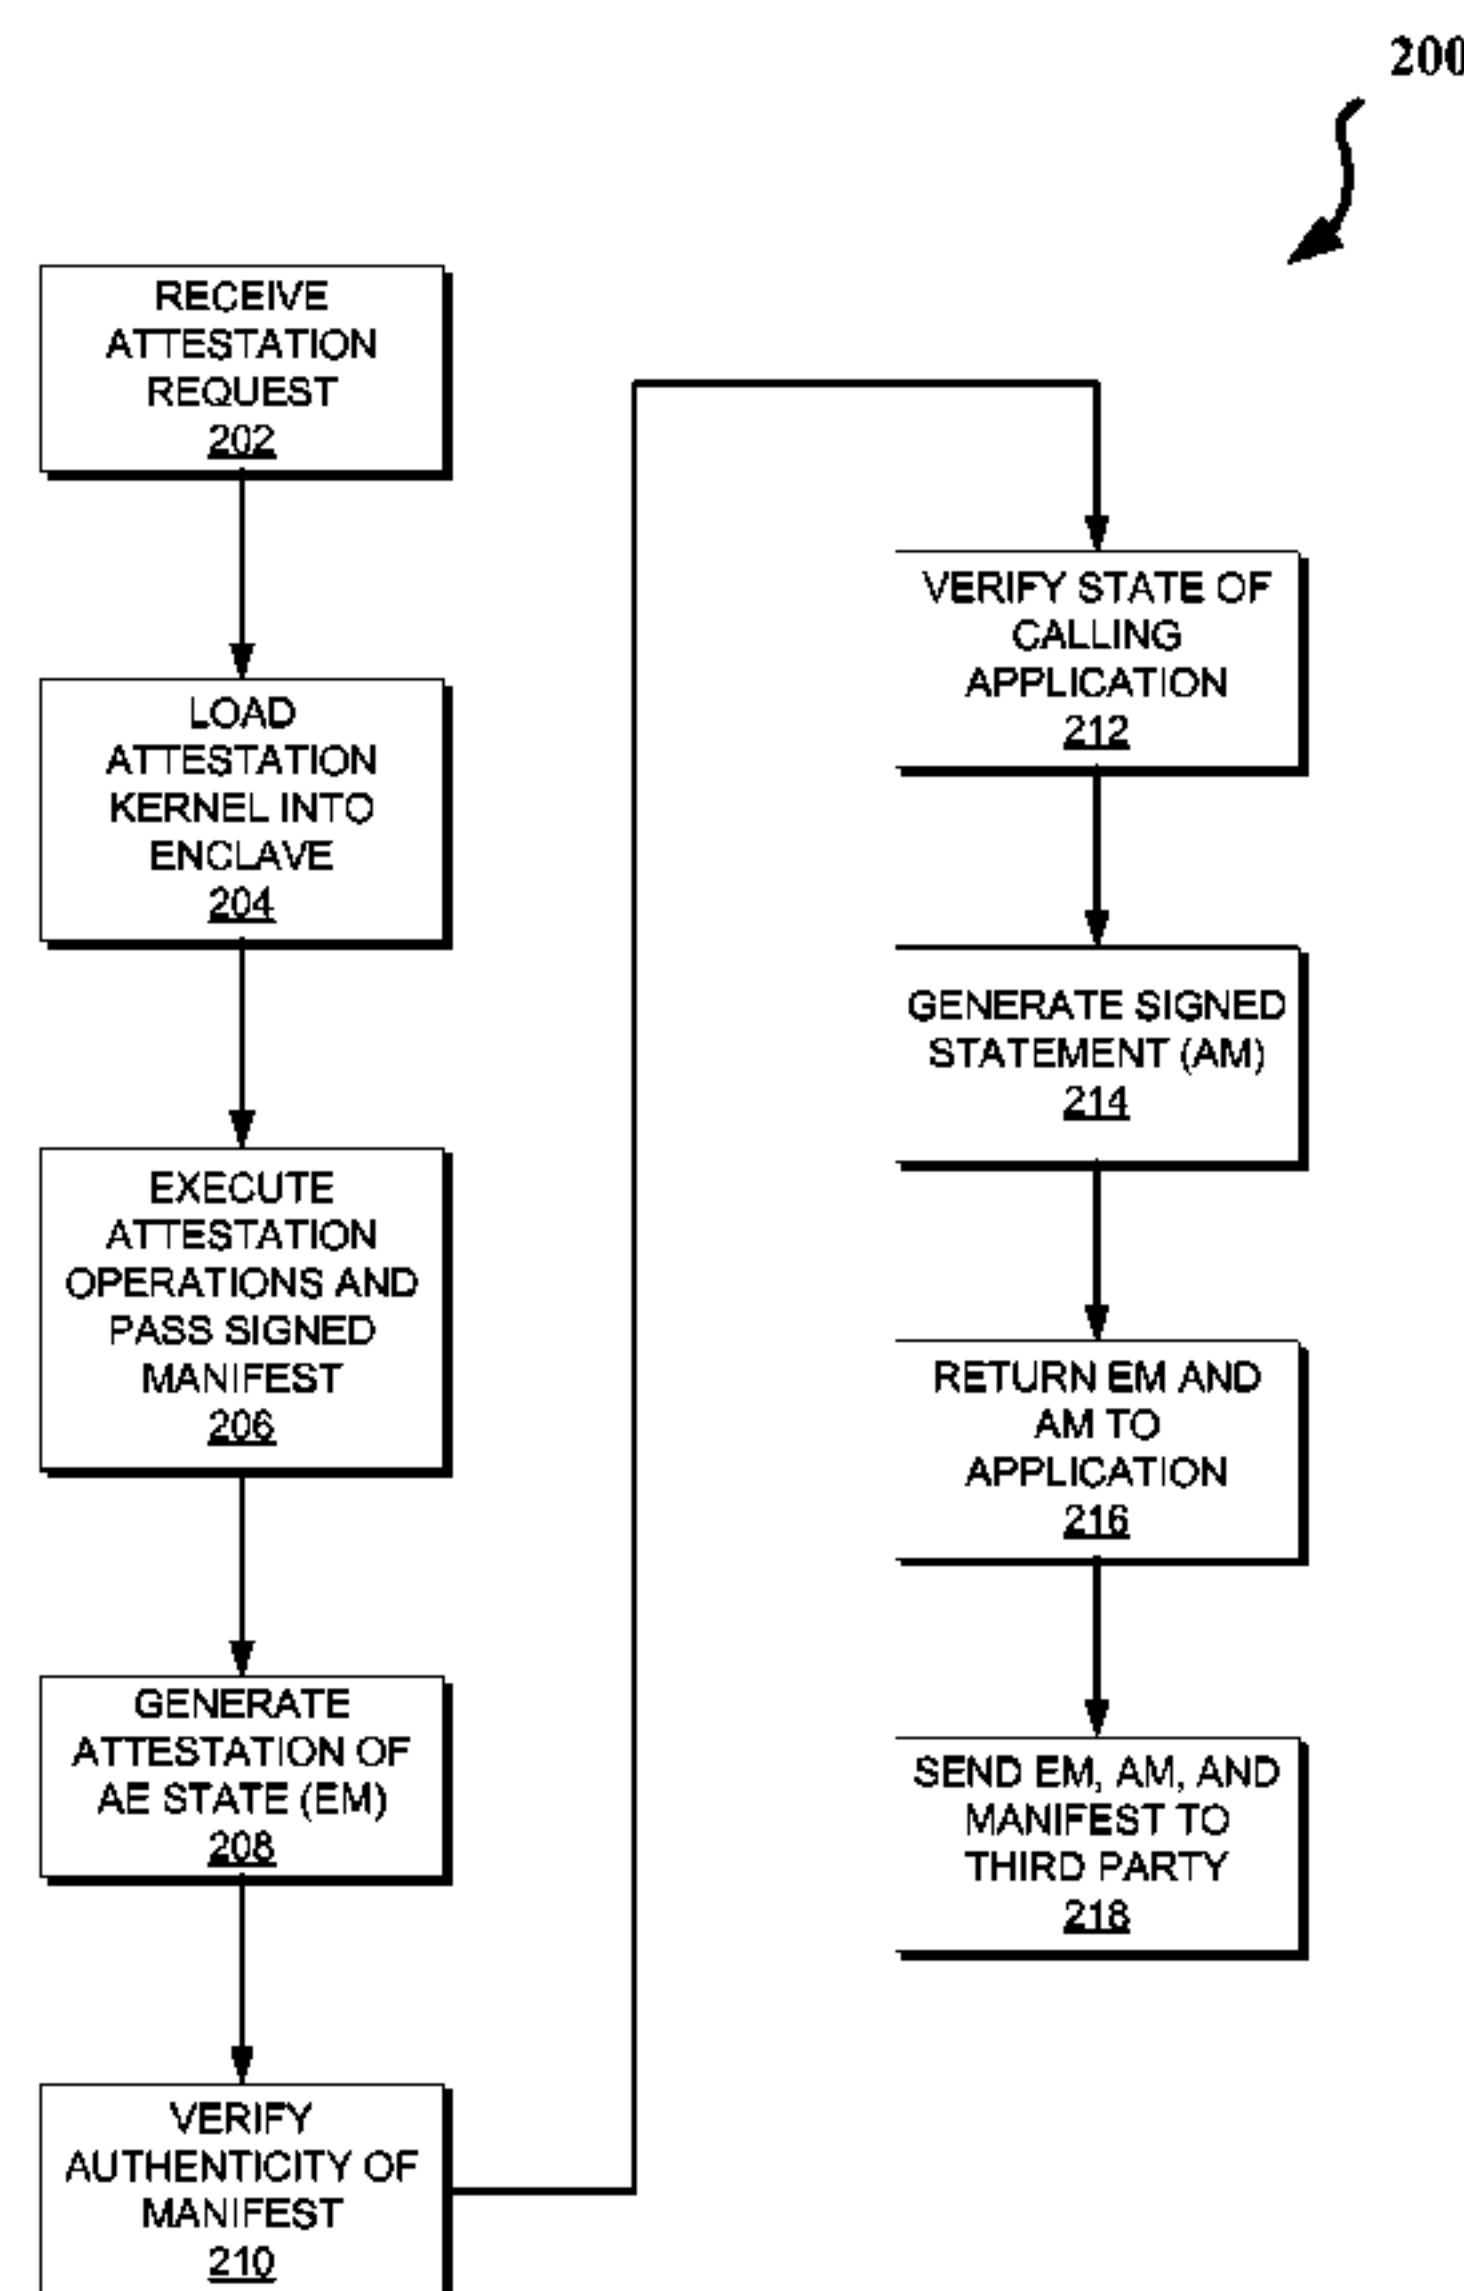 200
RECEIVE
ATTESTATION
REQUEST
202
LOAD
ATTESTATION
KERNEL INTO
ENCLAVE
204
EXECUTE
ATTESTATION
OPERATIONS AND
PASS SIGNED
MANIFEST
206
GENERATE
ATTESTATION OF
AE STATE (EM)
208
VERIFY
AUTHENTICITY OF
MANIFEST
210
VERIFY STATE OF
CALLING
APPLICATION
212
GENERATE SIGNED
STATEMENT (AM)
214
RETURN EM AND
AM TO
APPLICATION
216
SEND EM, AM, AND
MANIFEST TO
THIRD PARTY
218